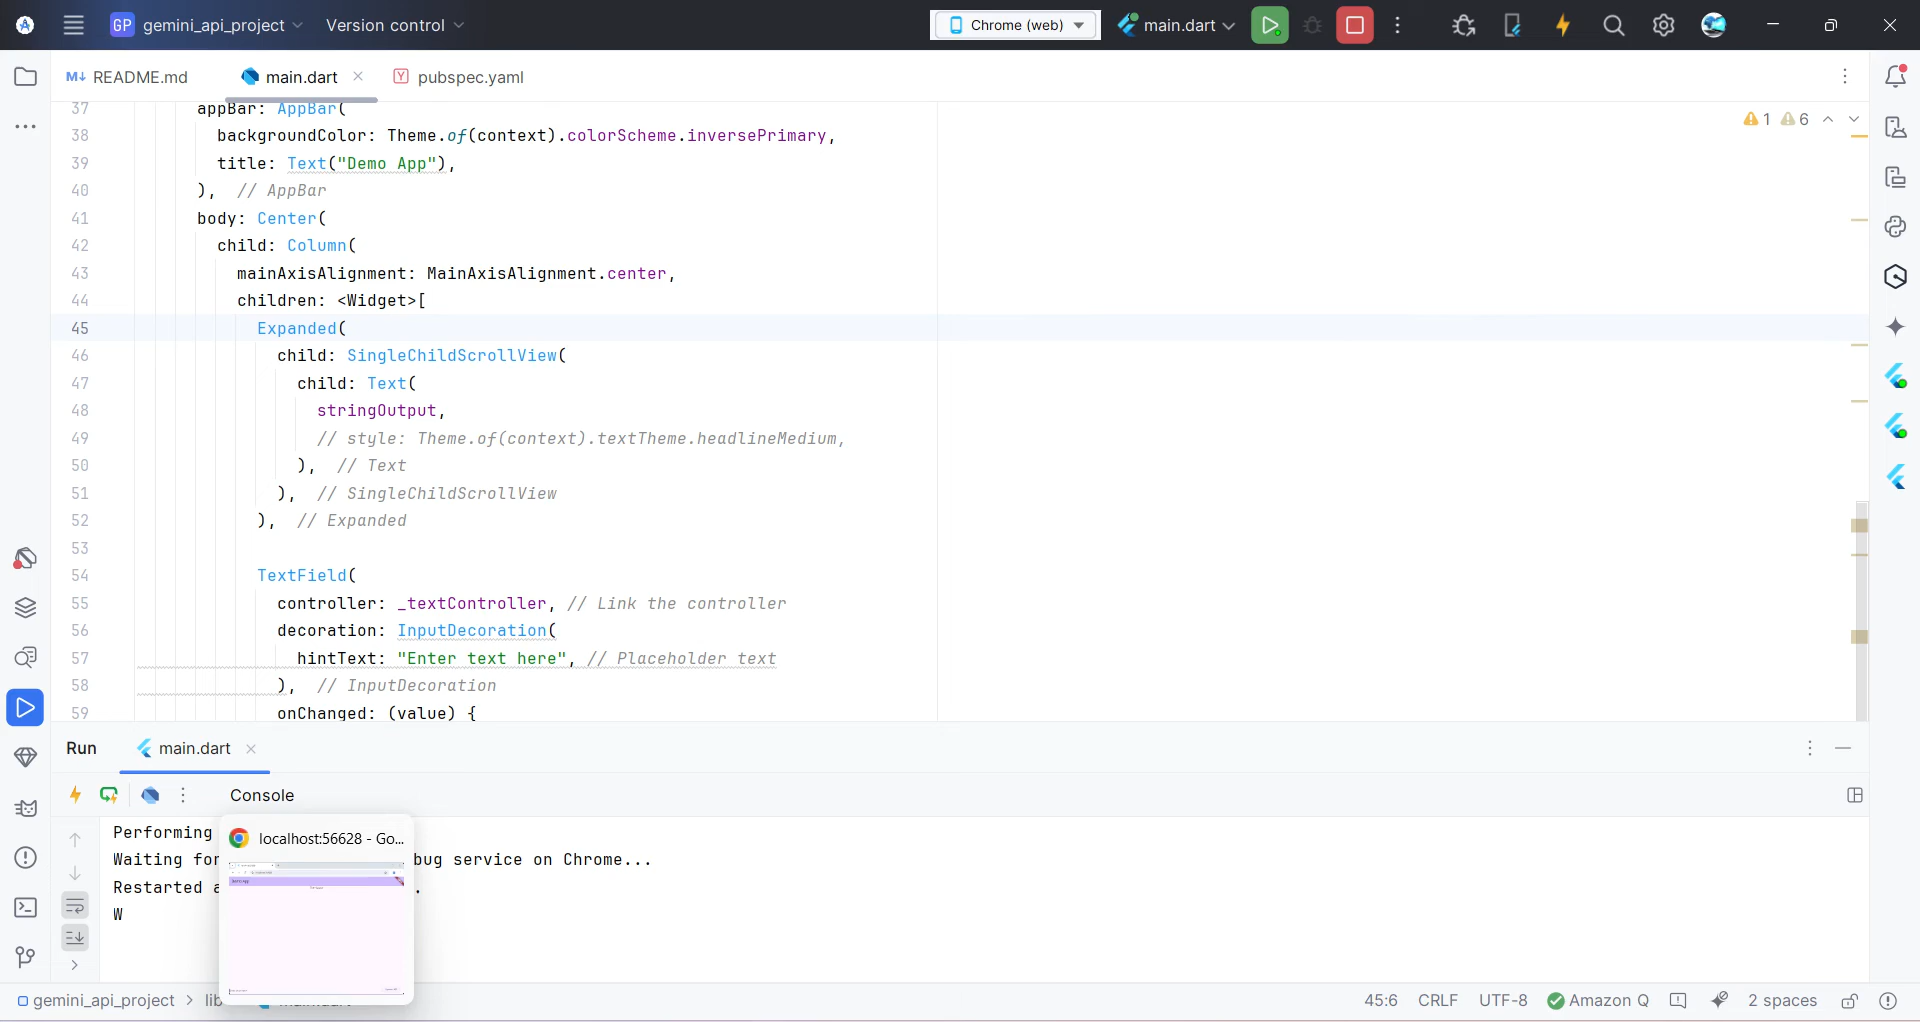 GP gemini_api_project Version control Chrome (web) main.dart
M↓ README.md main.dart pubspec.yaml
37 appBar: AppBar(
1 6
38 backgroundColor: Theme.of(context).colorScheme.inversePrimary,
39 title: Text("Demo App"),
40 ), // AppBar
41 body: Center(
42 child: Column(
43 mainAxisAlignment: MainAxisAlignment.center,
44 children: <Widget>[
45 Expanded(
46 child: SingleChildScrollView(
47 child: Text(
48 stringOutput,
49 // style: Theme.of(context).textTheme.headlineMedium,
50 ), // Text
51 ), // SingleChildScrollView
52 ), // Expanded
53
54 TextField(
55 controller: _textController, // Link the controller
56 decoration: InputDecoration(
57 hintText: "Enter text here", // Placeholder text
58 ), // InputDecoration
59 onChanged: (value) {
Run main.dart
Console
Performing
localhost:56628 - Go...
Waiting for bug service on Chrome...
Restarted a .
W
gemini_api_project > lib 45:6 CRLF UTF-8 Amazon Q 2 spaces